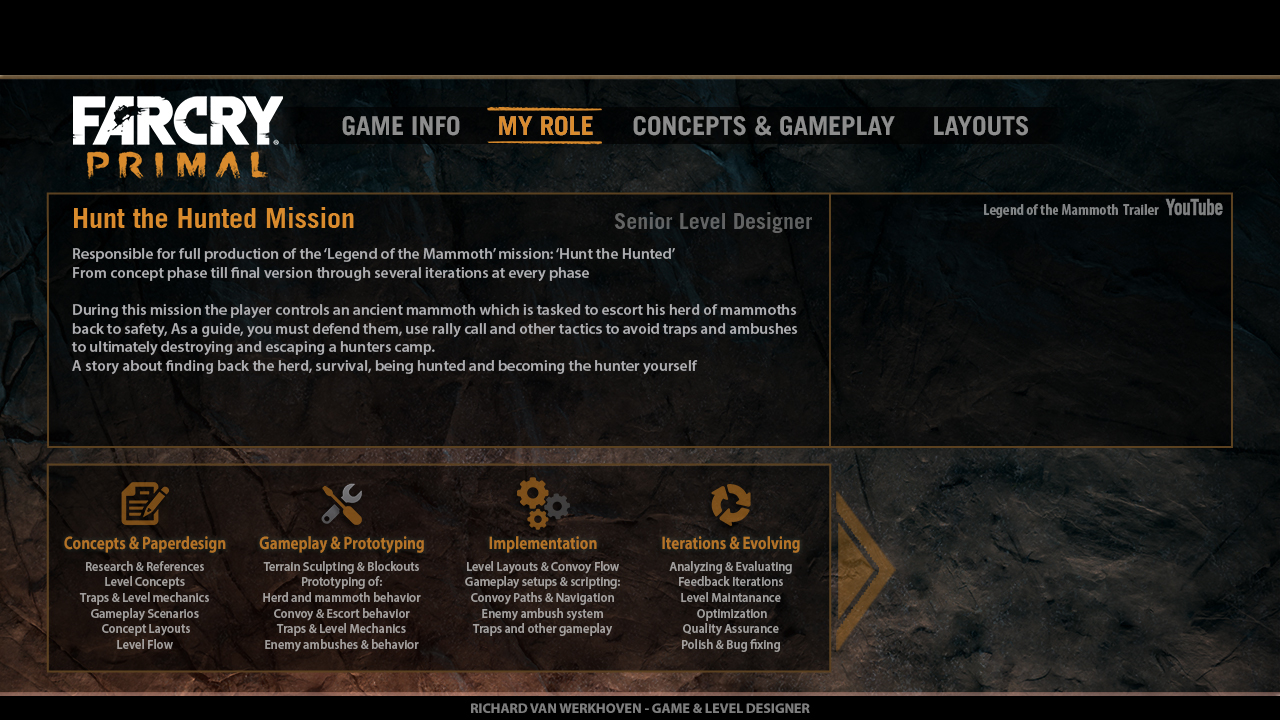 FARCRY®
PRIMAL
GAME INFO
MY ROLE
CONCEPTS & GAMEPLAY
LAYOUTS
Hunt the Hunted Mission
Senior Level Designer
Responsible for full production of the ‘Legend of the Mammoth’ mission: ‘Hunt the Hunted’
From concept phase till final version through several iterations at every phase
During this mission the player controls an ancient mammoth which is tasked to escort his herd of mammoths
back to safety, As a guide, you must defend them, use rally call and other tactics to avoid traps and ambushes
to ultimately destroying and escaping a hunters camp.
A story about finding back the herd, survival, being hunted and becoming the hunter yourself
Legend of the Mammoth Trailer YouTube
Concepts & Paperdesign
Research & References
Level Concepts
Traps & Level mechanics
Gameplay Scenarios
Concept Layouts
Level Flow
Gameplay & Prototyping
Terrain Sculpting & Blockouts
Prototyping of:
Herd and mammoth behavior
Convoy & Escort behavior
Traps & Level Mechanics
Enemy ambushes & behavior
Implementation
Level Layouts & Convoy Flow
Gameplay setups & scripting:
Convoy Paths & Navigation
Enemy ambush system
Traps and other gameplay
Iterations & Evolving
Analyzing & Evaluating
Feedback Iterations
Level Maintanance
Optimization
Quality Assurance
Polish & Bug fixing
RICHARD VAN WERKHOVEN - GAME & LEVEL DESIGNER